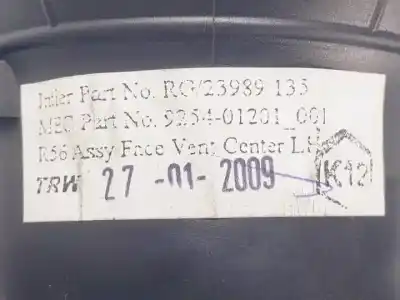 Inter Part No. RG/23989 135
MEC Part No. 9254-01201_001
R56 Assy Face Vent Center L
TRW 27 -01- 2009
K12